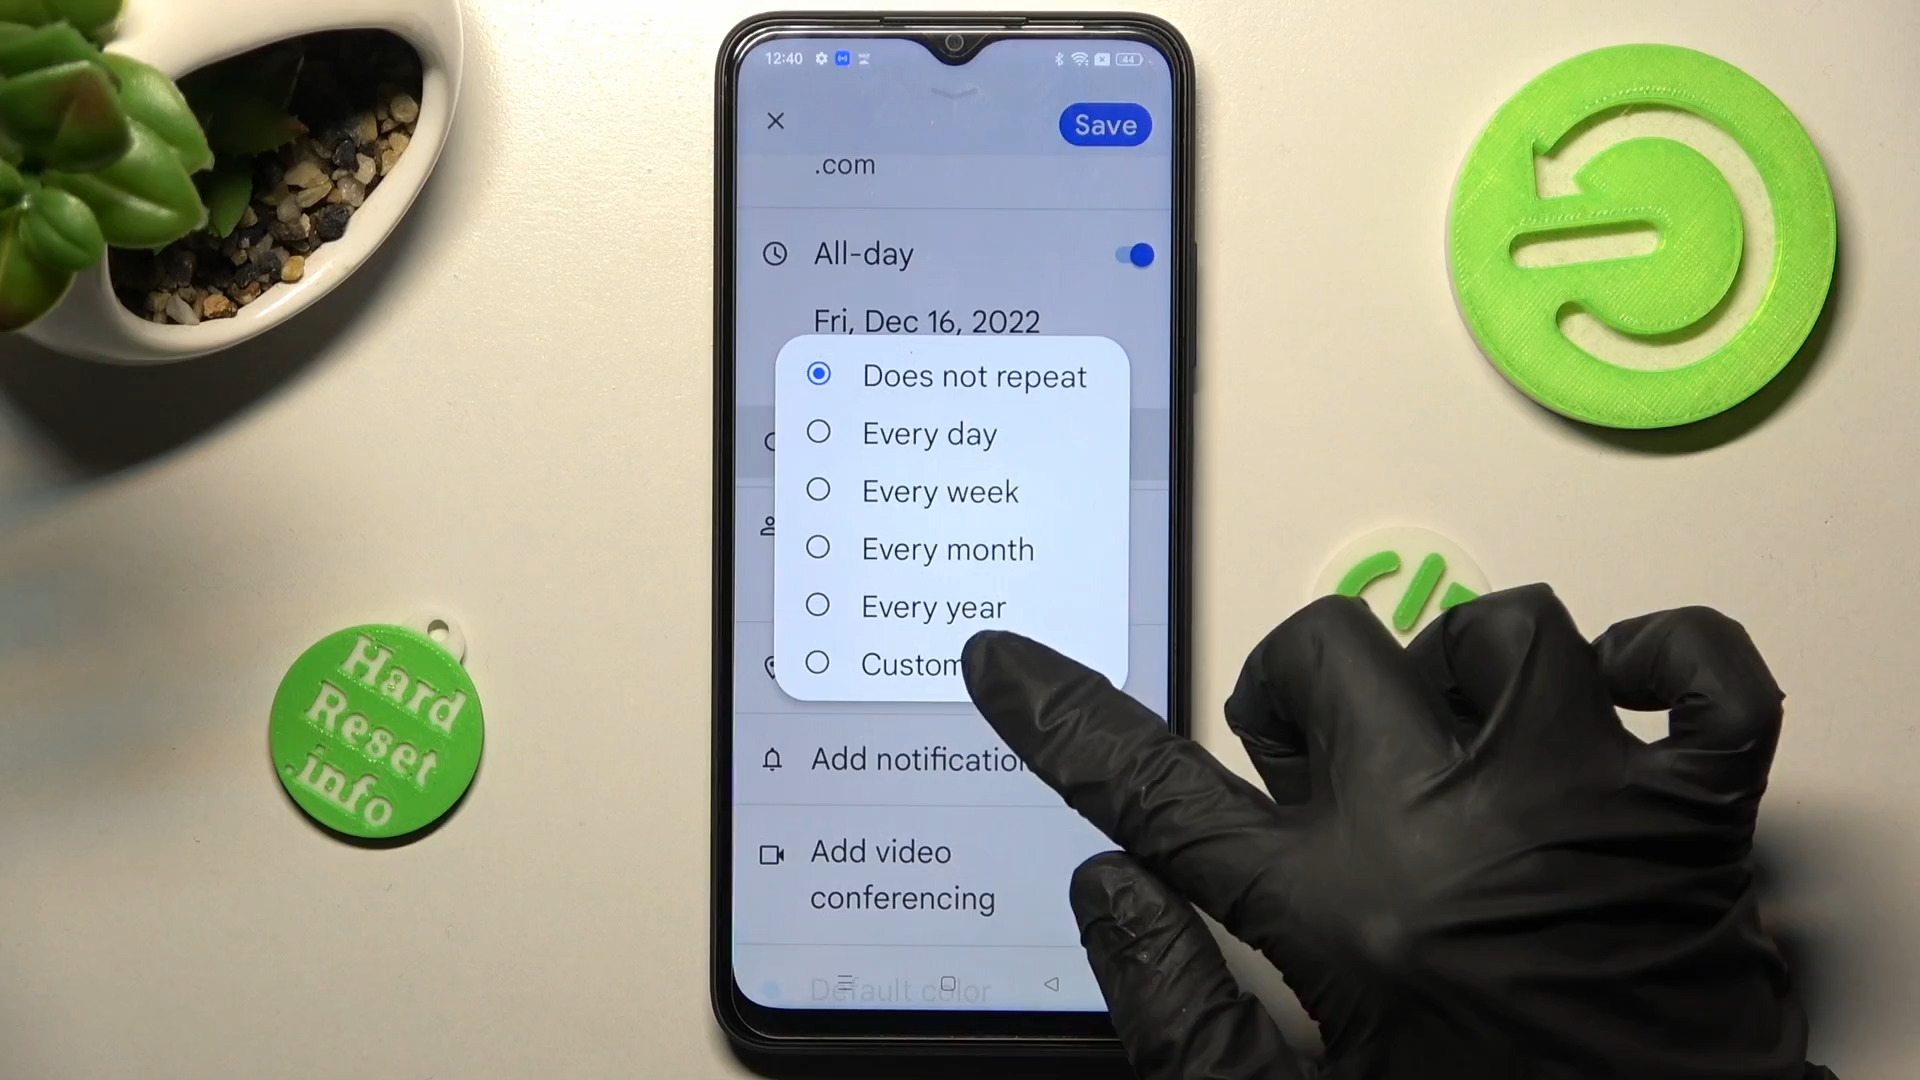 12:40
44
Save
.com
All-day
Fri, Dec 16, 2022
Does not repeat
Every day
Every week
Every month
Every year
Custom
Add notification
Add video
conferencing
Default color
Hard
Reset
.info